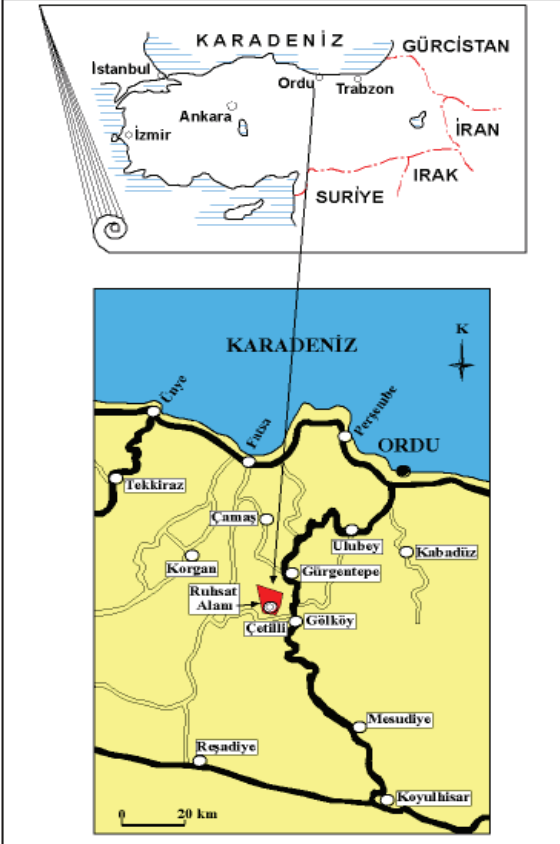 KARADENİZ
GÜRCİSTAN
İstanbul
Ordu
Trabzon
Ankara
İzmir
İRAN
IRAK
SURİYE
K
KARADENİZ
Ünye
Fatsa
Perşembe
ORDU
Tekkiraz
Çamaş
Ulubey
Kabadüz
Korgan
Gürgentepe
Ruhsat
Alanı
Çetilli
Gölköy
Mesudiye
Reşadiye
Koyulhisar
0 20 km